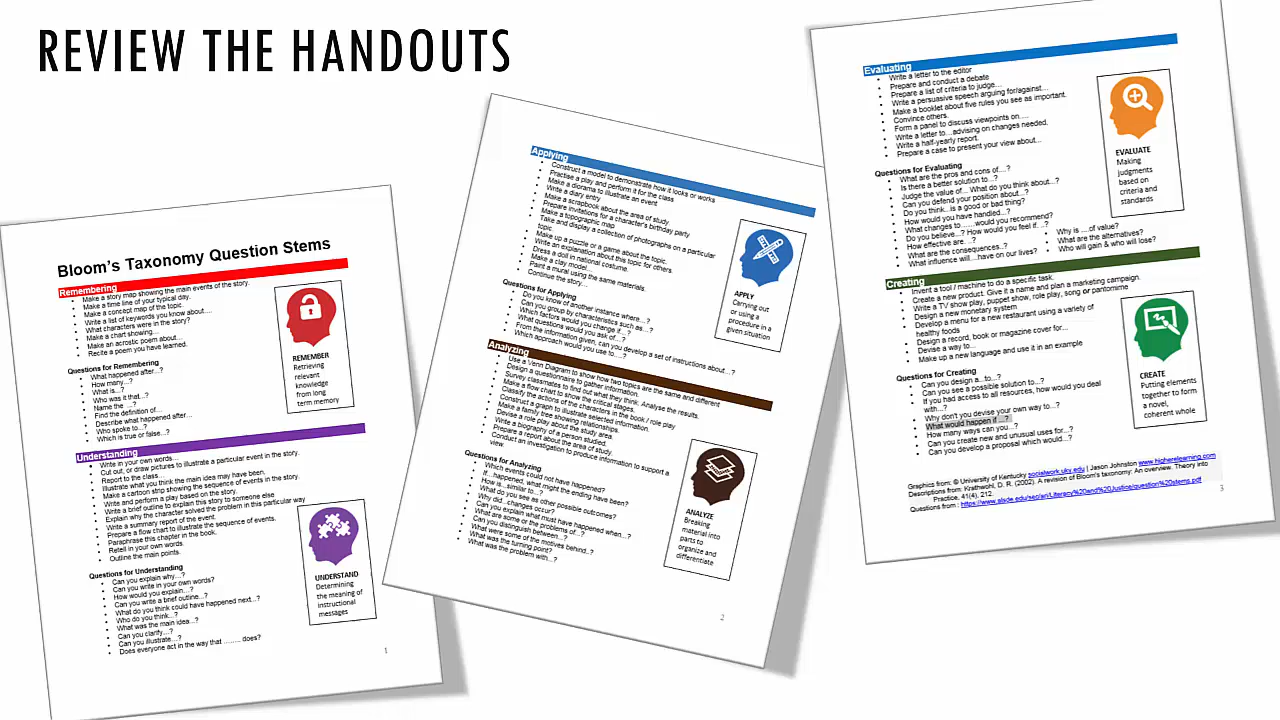 REVIEW THE HANDOUTS
Bloom's Taxonomy Question Stems
Remembering
Make a story map showing the main events of the story.
Make a time line of your typical day.
Make a concept map of the topic.
Write a list of keywords you know about....
What characters were in the story?
Make a chart showing...
Make an acrostic poem about...
Recite a poem you have learned.
Questions for Remembering
What happened after...?
How many...?
What is...?
Who was it that...?
Name the ...?
Find the definition of...
Describe what happened after...
Who spoke to...?
Which is true or false...?
REMEMBER
Retrieving
relevant
knowledge
from long
term memory
Understanding
Write in your own words...
Cut out, or draw pictures to illustrate a particular event in the story.
Report to the class...
Illustrate what you think the main idea may have been.
Make a cartoon strip showing the sequence of events in the story.
Write and perform a play based on the story.
Write a brief outline to explain this story to someone else
Explain why the character solved the problem in this particular way
Write a summary report of the event.
Prepare a flow chart to illustrate the sequence of events.
Paraphrase this chapter in the book.
Retell in your own words.
Outline the main points.
Questions for Understanding
Can you explain why...?
Can you write in your own words?
How would you explain...?
Can you write a brief outline...?
What do you think could have happened next...?
Who do you think...?
What was the main idea...?
Can you clarify...?
Can you illustrate...?
Does everyone act in the way that ........ does?
UNDERSTAND
Determining
the meaning of
instructional
messages
1
Applying
Construct a model to demonstrate how it looks or works
Practise a play and perform it for the class
Make a diorama to illustrate an event
Write a diary entry
Make a scrapbook about the area of study.
Prepare invitations for a character's birthday party
Make a topographic map
Take and display a collection of photographs on a particular
topic.
Make up a puzzle or a game about the topic.
Write an explanation about this topic for others.
Dress a doll in national costume.
Make a clay model...
Paint a mural using the same materials.
Continue the story...
Questions for Applying
Do you know of another instance where...?
Can you group by characteristics such as...?
Which factors would you change if...?
What questions would you ask of...?
From the information given, can you develop a set of instructions about...?
Which approach would you use to....?
APPLY
Carrying out
or using a
procedure in a
given situation
Analyzing
Use a Venn Diagram to show how two topics are the same and different
Design a questionnaire to gather information.
Survey classmates to find out what they think. Analyse the results.
Make a flow chart to show the critical stages.
Classify the actions of the characters in the book / role play
Construct a graph to illustrate selected information.
Make a family tree showing relationships.
Devise a role play about the study area.
Write a biography of a person studied.
Prepare a report about the area of study.
Conduct an investigation to produce information to support a
view.
Questions for Analyzing
Which events could not have happened?
If...happened, what might the ending have been?
How is...similar to...?
What do you see as other possible outcomes?
Why did...changes occur?
Can you explain what must have happened when...?
What are some or the problems of...?
Can you distinguish between...?
What were some of the motives behind..?
What was the turning point?
What was the problem with...?
ANALYZE
Breaking
material into
parts to
organize and
differentiate
2
Evaluating
Write a letter to the editor
Prepare and conduct a debate
Prepare a list of criteria to judge...
Write a persuasive speech arguing for/against...
Make a booklet about five rules you see as important.
Convince others.
Form a panel to discuss viewpoints on....
Write a letter to....advising on changes needed.
Write a half-yearly report.
Prepare a case to present your view about...
Questions for Evaluating
What are the pros and cons of....?
Is there a better solution to...?
Judge the value of... What do you think about...?
Can you defend your position about...?
Do you think...is a good or bad thing?
How would you have handled...?
What changes to......would you recommend?
Do you believe...? How would you feel if. ..?
How effective are. ..?
What are the consequences..?
What influence will....have on our lives?
Why is ....of value?
What are the alternatives?
Who will gain & who will lose?
EVALUATE
Making
judgments
based on
criteria and
standards
Creating
Invent a tool / machine to do a specific task.
Create a new product. Give it a name and plan a marketing campaign.
Write a TV show play, puppet show, role play, song or pantomime
Design a new monetary system
Develop a menu for a new restaurant using a variety of
healthy foods
Design a record, book or magazine cover for...
Devise a way to...
Make up a new language and use it in an example
Questions for Creating
Can you design a...to...?
Can you see a possible solution to...?
If you had access to all resources, how would you deal
with...?
Why don't you devise your own way to...?
What would happen if ...?
How many ways can you...?
Can you create new and unusual uses for...?
Can you develop a proposal which would...?
CREATE
Putting elements
together to form
a novel,
coherent whole
Graphics from: © University of Kentucky socialwork.uky.edu | Jason Johnston www.higherelearning.com
Descriptions from: Krathwohl, D. R. (2002). A revision of Bloom's taxonomy: An overview. Theory into
Practice, 41(4), 212.
3